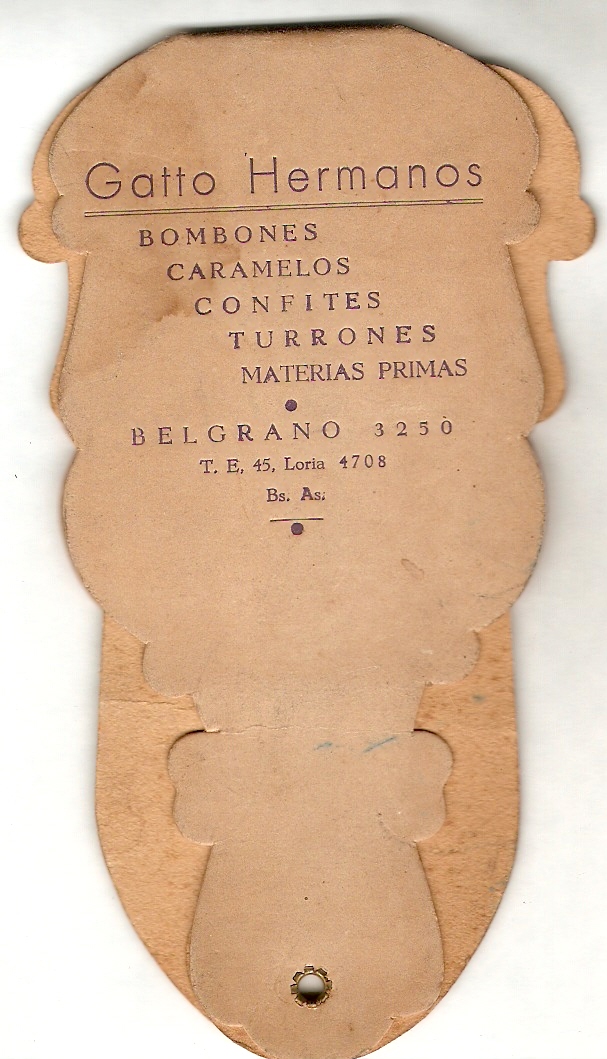 Gatto Hermanos
BOMBONES
CARAMELOS
CONFITES
TURRONES
MATERIAS PRIMAS
BELGRANO 3250
T. E, 45, Loria 4708
Bs. As.